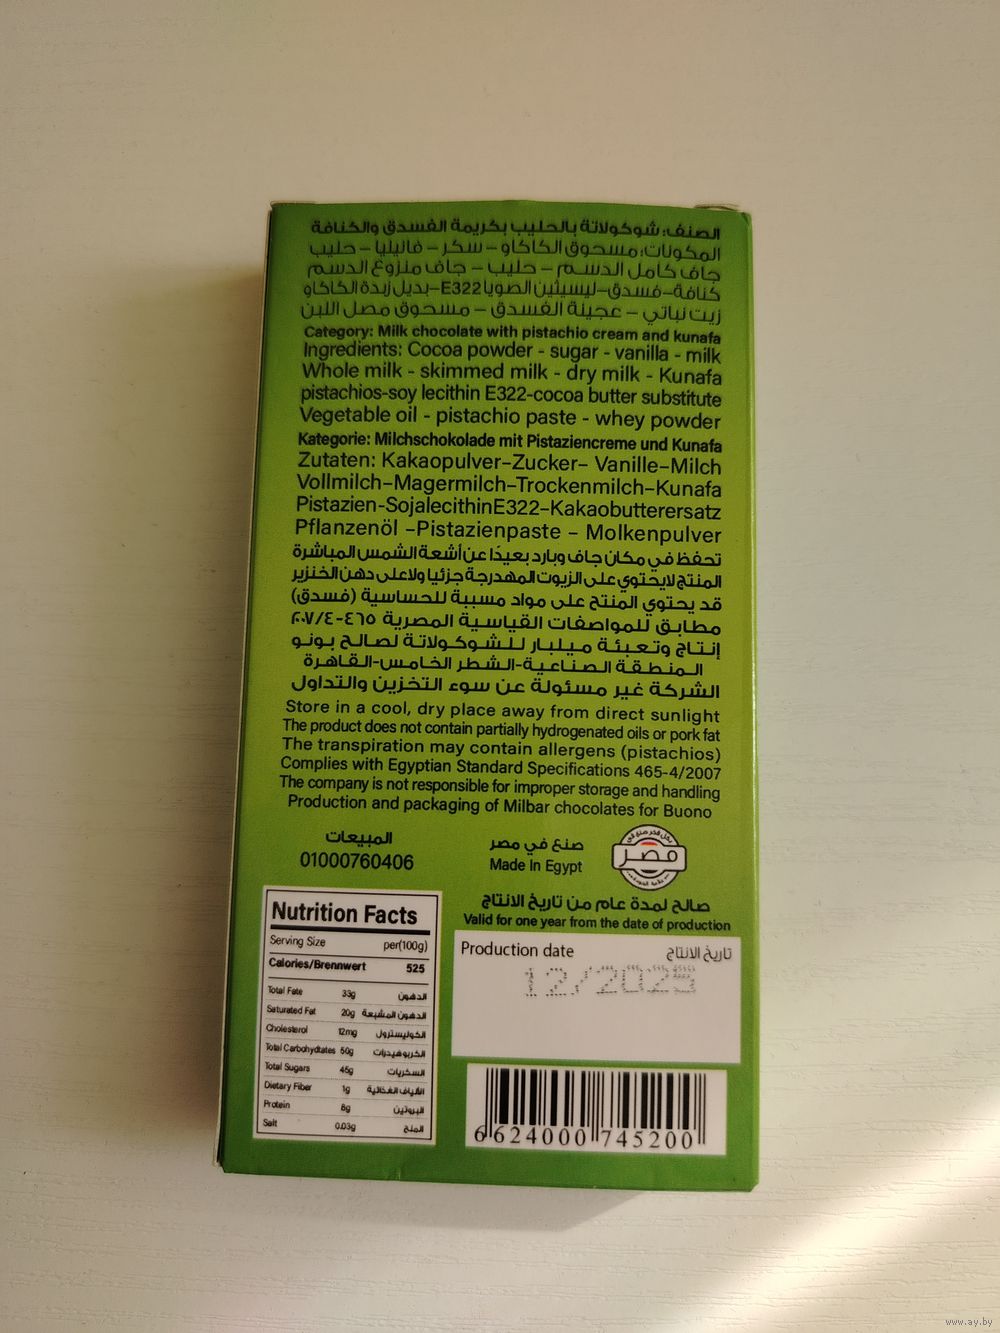 الصنف: شوكولاتة بالحليب بكريمة الفسدق والكنافة
المكونات: مسحوق الكاكاو – سكر – فانيليا – حليب
جاف كامل الدسم – حليب – جاف منزوع الدسم
كنافة–فسدق–ليسيثين الصويا E322–بديل زبدة الكاكاو
زيت نباتي – عجينة الفسدق – مسحوق مصل اللبن
Category: Milk chocolate with pistachio cream and kunafa
Ingredients: Cocoa powder - sugar - vanilla - milk
Whole milk - skimmed milk - dry milk - Kunafa
pistachios-soy lecithin E322-cocoa butter substitute
Vegetable oil - pistachio paste - whey powder
Kategorie: Milchschokolade mit Pistaziencreme und Kunafa
Zutaten: Kakaopulver–Zucker– Vanille–Milch
Vollmilch–Magermilch–Trockenmilch–Kunafa
Pistazien-SojalecithinE322–Kakaobutterersatz
Pflanzenöl –Pistazienpaste – Molkenpulver
تحفظ في مكان جاف وبارد بعيدًا عن أشعة الشمس المباشرة
المنتج لايحتوي على الزيوت المهدرجة جزئيا ولاعلى دهن الخنزير
قد يحتوي المنتج على مواد مسببة للحساسية (فسدق)
مطابق للمواصفات القياسية المصرية ٤٦٥-٢٠٠٧/٤
إنتاج وتعبئة ميلبار للشوكولاتة لصالح بونو
المنطقة الصناعية-الشطر الخامس-القاهرة
الشركة غير مسئولة عن سوء التخزين والتداول
Store in a cool, dry place away from direct sunlight
The product does not contain partially hydrogenated oils or pork fat
The transpiration may contain allergens (pistachios)
Complies with Egyptian Standard Specifications 465-4/2007
The company is not responsible for improper storage and handling
Production and packaging of Milbar chocolates for Buono
المبيعات
01000760406
صنع في مصر
Made In Egypt
بكل فخر صنع في
مصر
صالح لمدة عام من تاريخ الانتاج
Valid for one year from the date of production
Nutrition Facts
Serving Size per(100g)
Calories/Brennwert 525
Total Fate 33g الدهون
Saturated Fat 20g الدهون المشبعة
Cholesterol 12mg الكوليسترول
Total Carbohydtates 50g الكربوهيدرات
Total Sugars 45g السكريات
Dietary Fiber 1g الألياف الغذائية
Protein 8g البروتين
Salt 0.03g الملح
Production date تاريخ الانتاج
12/2025
6624000745200
www.ay.by